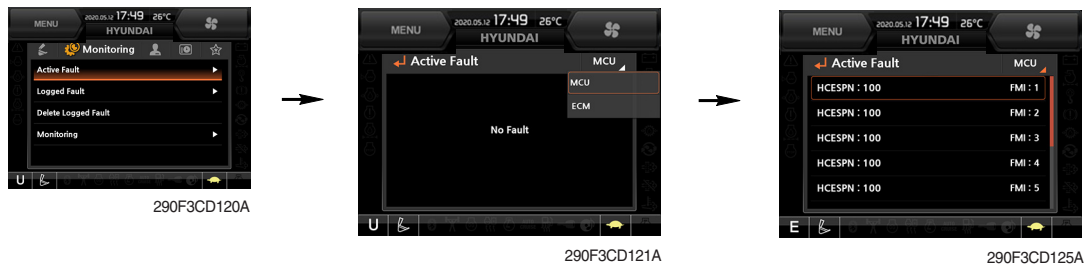 MENU
2020.05.12 17:49 26°C
HYUNDAI
Monitoring
Active Fault
Logged Fault
Delete Logged Fault
Monitoring
U
290F3CD120A
MENU
2020.05.12 17:49 26°C
HYUNDAI
Active Fault MCU
MCU
ECM
No Fault
U
290F3CD121A
MENU
2020.05.12 17:49 26°C
HYUNDAI
Active Fault MCU
HCESPN : 100 FMI : 1
HCESPN : 100 FMI : 2
HCESPN : 100 FMI : 3
HCESPN : 100 FMI : 4
HCESPN : 100 FMI : 5
E
290F3CD125A